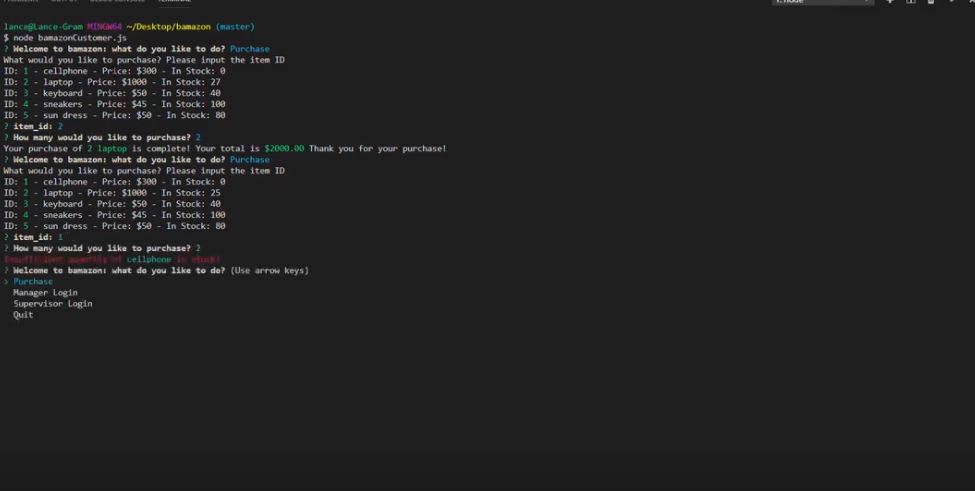 TERMINAL
1: node
lance@Lance-Gram MINGW64 ~/Desktop/bamazon (master)
$ node bamazonCustomer.js
? Welcome to bamazon: what do you like to do? Purchase
What would you like to purchase? Please input the item ID
ID: 1 - cellphone - Price: $300 - In Stock: 0
ID: 2 - laptop - Price: $1000 - In Stock: 27
ID: 3 - keyboard - Price: $50 - In Stock: 40
ID: 4 - sneakers - Price: $45 - In Stock: 100
ID: 5 - sun dress - Price: $50 - In Stock: 80
? item_id: 2
? How many would you like to purchase? 2
Your purchase of 2 laptop is complete! Your total is $2000.00 Thank you for your purchase!
? Welcome to bamazon: what do you like to do? Purchase
What would you like to purchase? Please input the item ID
ID: 1 - cellphone - Price: $300 - In Stock: 0
ID: 2 - laptop - Price: $1000 - In Stock: 25
ID: 3 - keyboard - Price: $50 - In Stock: 40
ID: 4 - sneakers - Price: $45 - In Stock: 100
ID: 5 - sun dress - Price: $50 - In Stock: 80
? item_id: 1
? How many would you like to purchase? 2
Insufficient quantity of cellphone in stock!
? Welcome to bamazon: what do you like to do? (Use arrow keys)
> Purchase
Manager Login
Supervisor Login
Quit